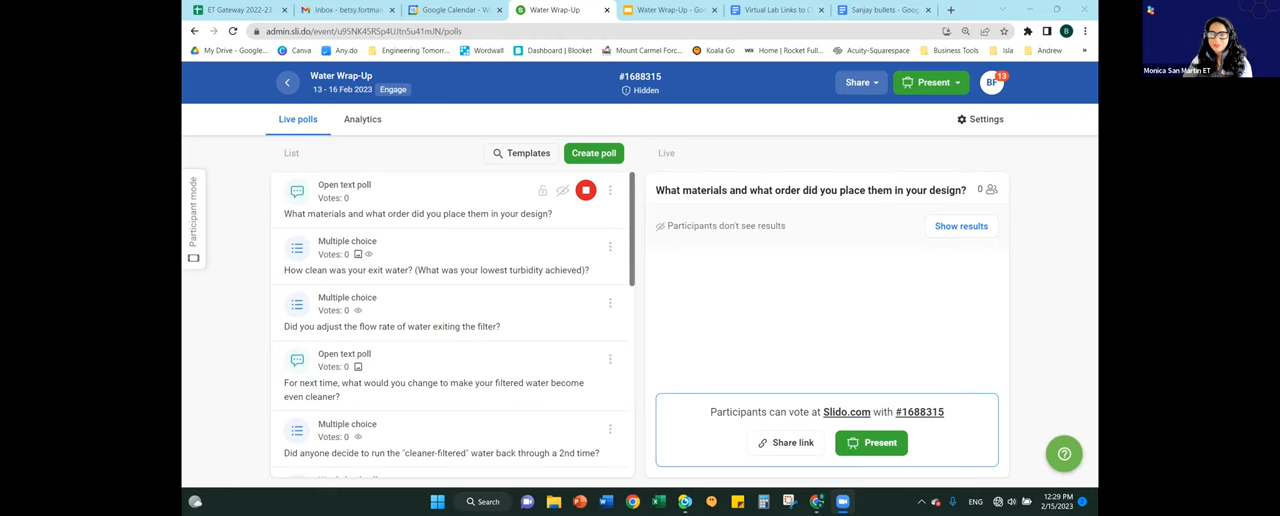 ET Gateway 2022-23
Inbox - betsy.fortman
Google Calendar - W
Water Wrap-Up
Water Wrap-Up - Go
Virtual Lab Links to C
Sanjay bullets - Goog
admin.sli.do/event/u95NK45RSp4UJtn5u41mJN/polls
B
My Drive - Google...
Canva
Any.do
Engineering Tomorr...
Wordwall
Dashboard | Blooket
Mount Carmel Forc...
Koala Go
WIX
Home | Rocket Full...
Acuity-Squarespace
Business Tools
Isla
Andrew
»
Monica San Martin ET
Water Wrap-Up
13 - 16 Feb 2023 Engage
#1688315
Hidden
Share
Present
BF
13
Live polls
Analytics
Settings
Participant mode
List
Templates
Create poll
Live
Open text poll
Votes: 0
What materials and what order did you place them in your design?
Multiple choice
Votes: 0
How clean was your exit water? (What was your lowest turbidity achieved)?
Multiple choice
Votes: 0
Did you adjust the flow rate of water exiting the filter?
Open text poll
Votes: 0
For next time, what would you change to make your filtered water become
even cleaner?
Multiple choice
Votes: 0
Did anyone decide to run the "cleaner-filtered" water back through a 2nd time?
What materials and what order did you place them in your design?
0
Participants don't see results
Show results
Participants can vote at Slido.com with #1688315
Share link
Present
Search
ENG
12:29 PM
2/15/2023